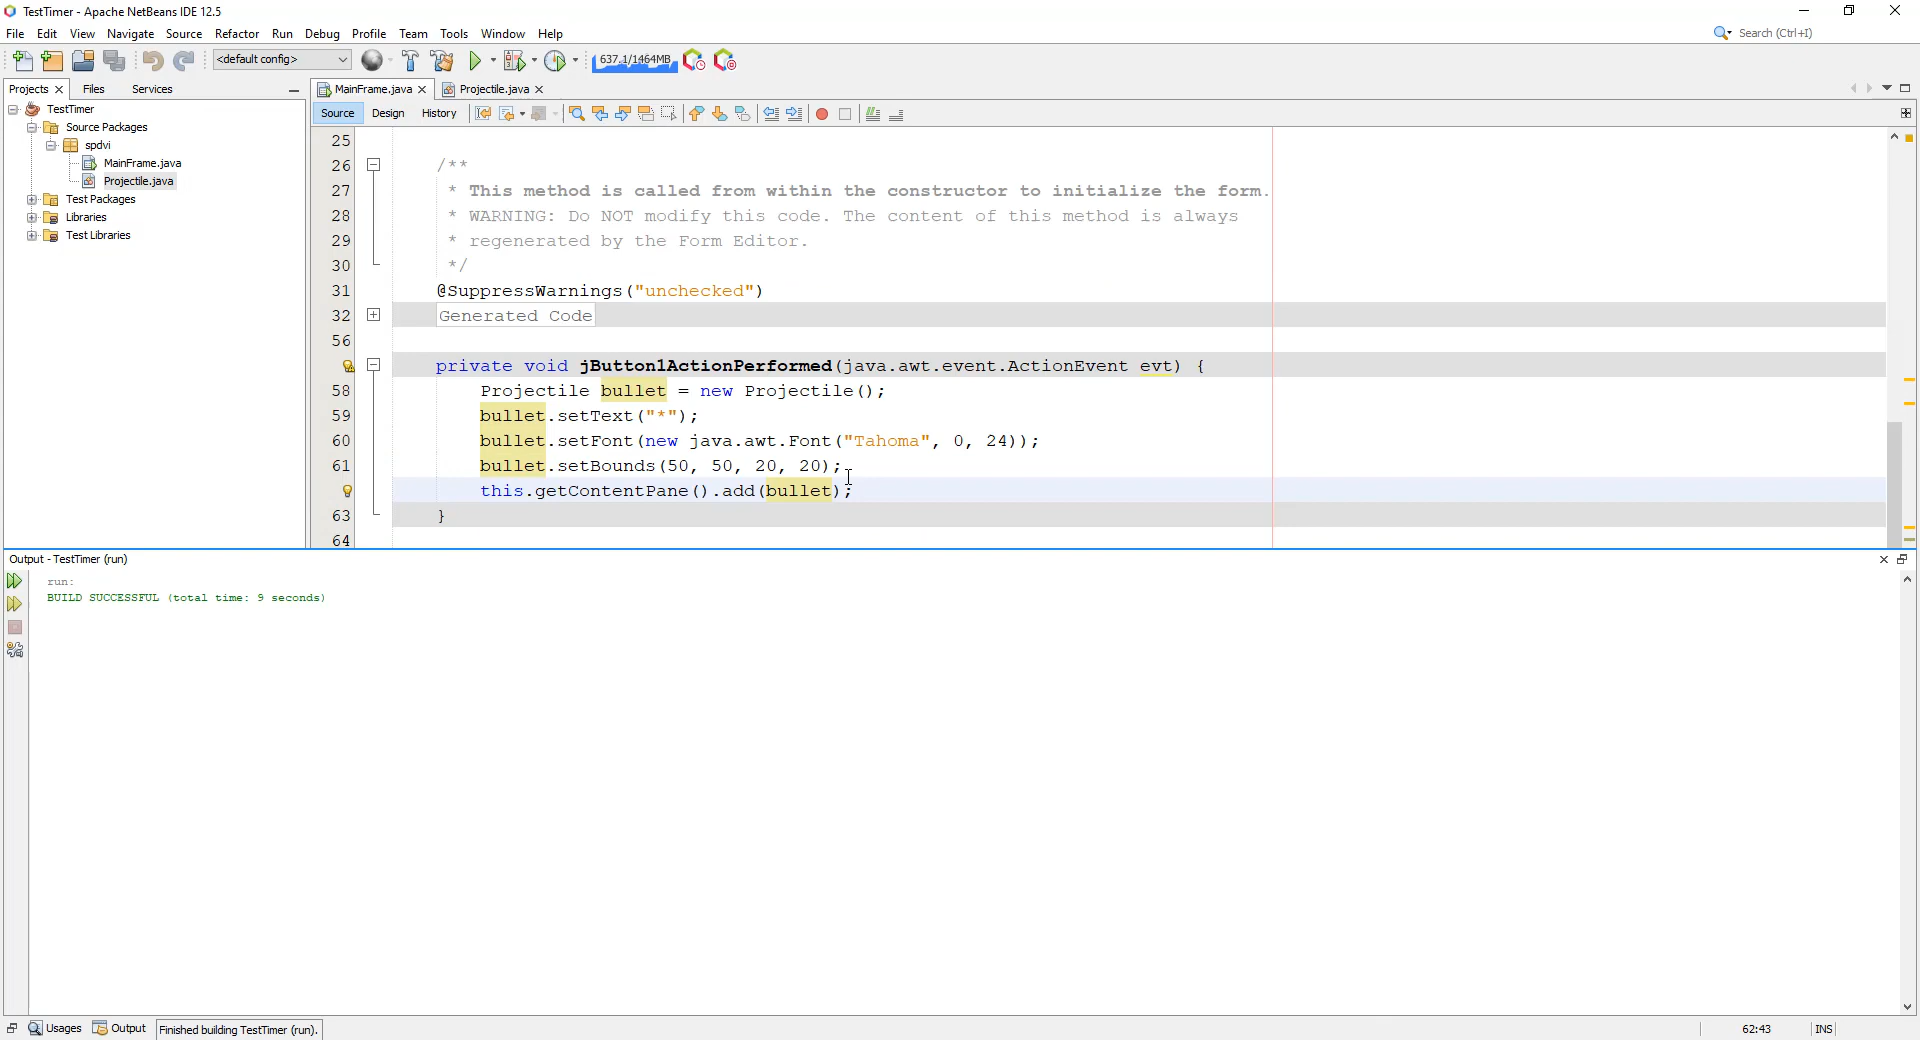 TestTimer - Apache NetBeans IDE 12.5
File Edit View Navigate Source Refactor Run Debug Profile Team Tools Window Help
Search (Ctrl+I)
<default config>
637.1/1464MB
Projects Files Services
MainFrame.java Projectile.java
TestTimer
Source Packages
spdvi
MainFrame.java
Projectile.java
Test Packages
Libraries
Test Libraries
Source Design History
25
26 /**
27 * This method is called from within the constructor to initialize the form.
28 * WARNING: Do NOT modify this code. The content of this method is always
29 * regenerated by the Form Editor.
30 */
31 @SuppressWarnings("unchecked")
32 Generated Code
56
private void jButton1ActionPerformed(java.awt.event.ActionEvent evt) {
58 Projectile bullet = new Projectile();
59 bullet.setText("*");
60 bullet.setFont(new java.awt.Font("Tahoma", 0, 24));
61 bullet.setBounds(50, 50, 20, 20);
this.getContentPane().add(bullet);
63 }
64
Output - TestTimer (run)
run:
BUILD SUCCESSFUL (total time: 9 seconds)
Usages Output Finished building TestTimer (run).
62:43 INS